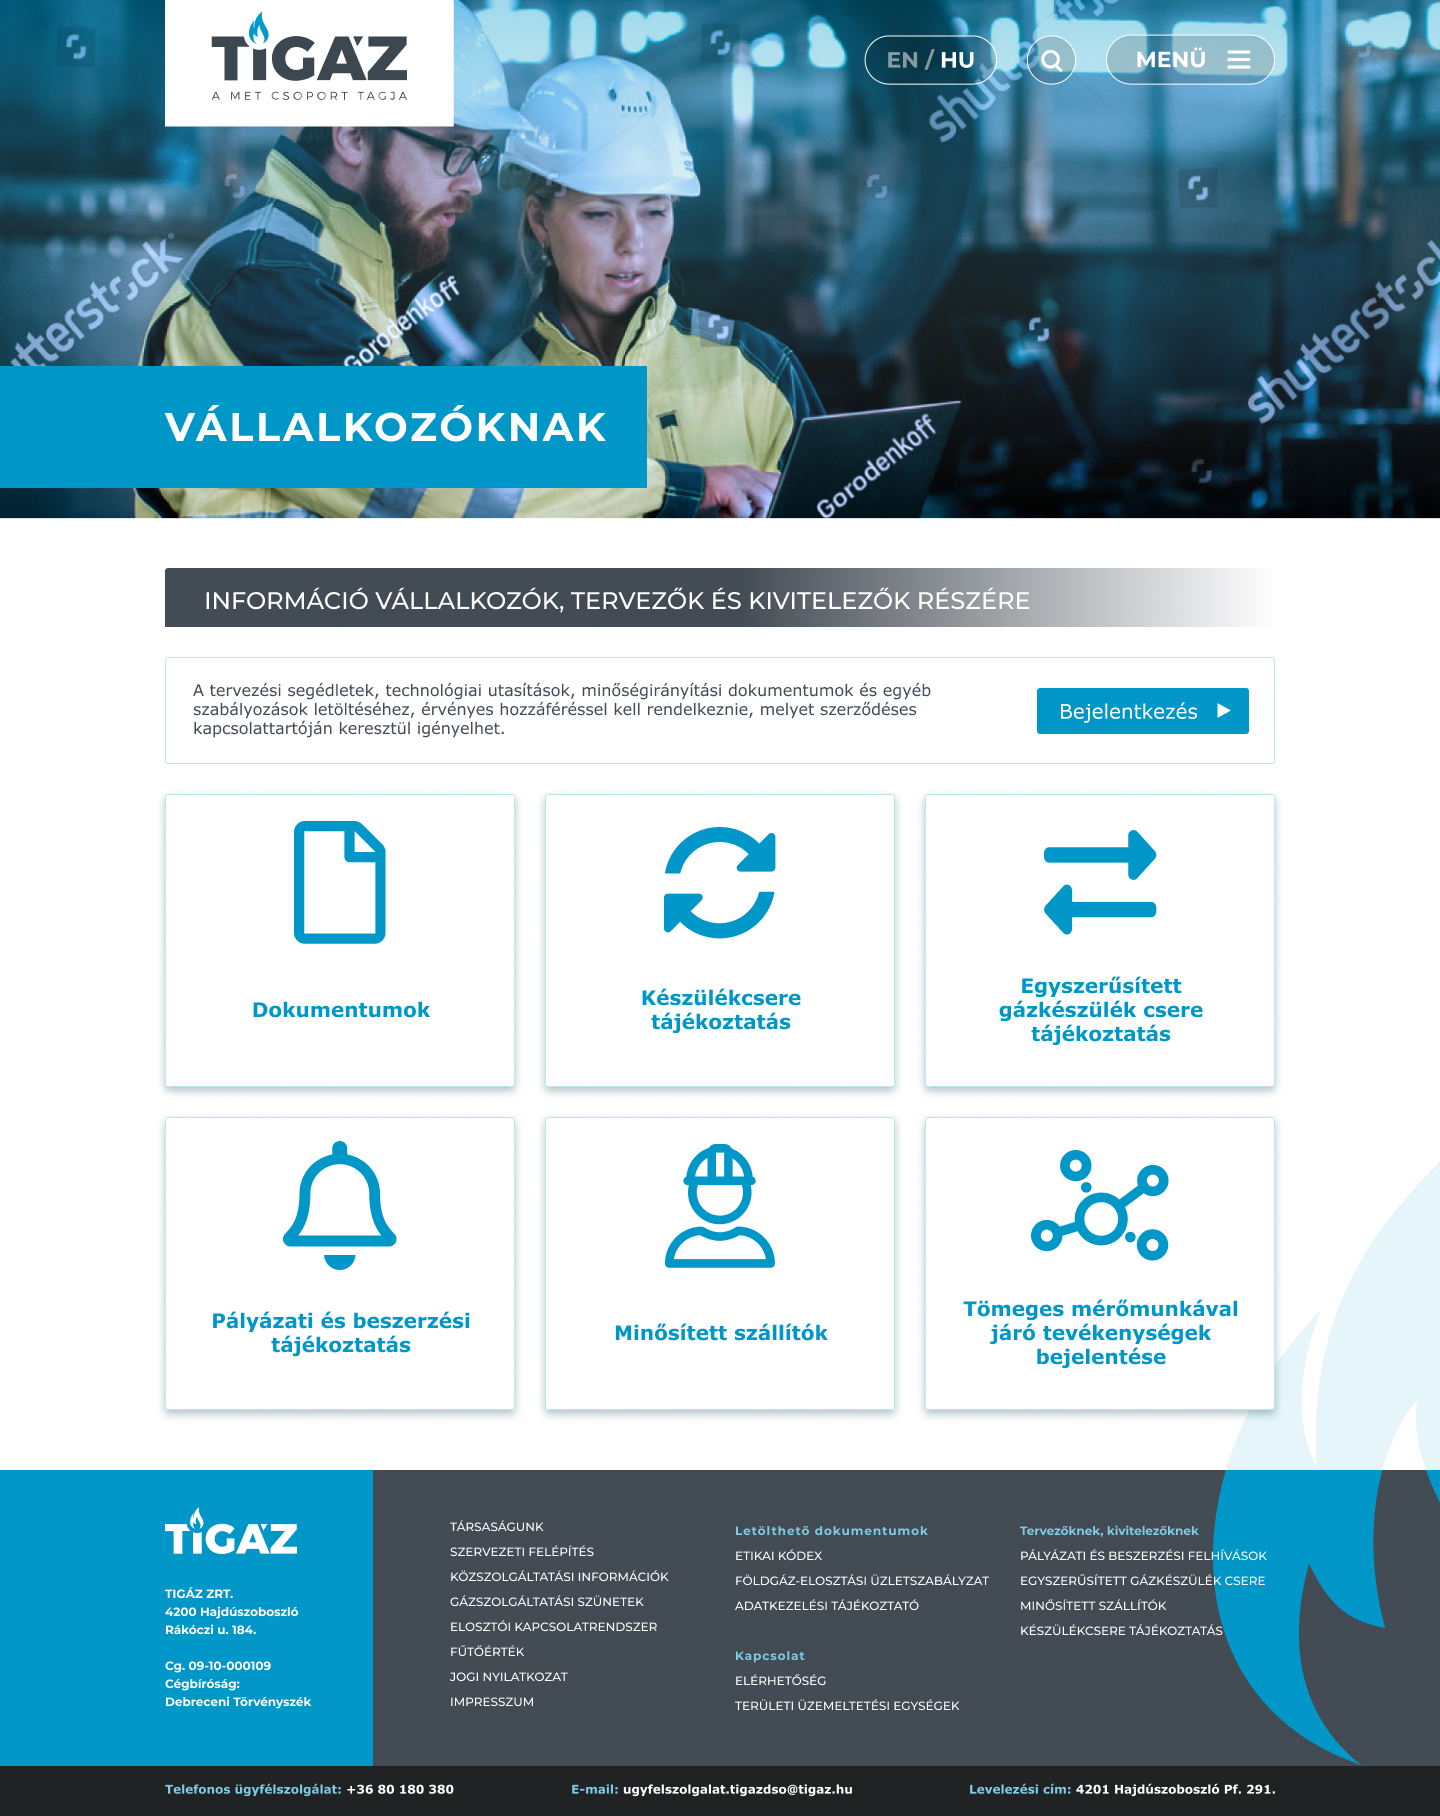 TIGÁZ
A MET CSOPORT TAGJA
EN / HU
MENÜ
shutterstock
shutterstock
shutterstock
Gorodenkoff
Gorodenkoff
VÁLLALKOZÓKNAK
INFORMÁCIÓ VÁLLALKOZÓK, TERVEZŐK ÉS KIVITELEZŐK RÉSZÉRE
A tervezési segédletek, technológiai utasítások, minőségirányítási dokumentumok és egyéb
szabályozások letöltéséhez, érvényes hozzáféréssel kell rendelkeznie, melyet szerződéses
kapcsolattartóján keresztül igényelhet.
Bejelentkezés
Dokumentumok
Készülékcsere
tájékoztatás
Egyszerűsített
gázkészülék csere
tájékoztatás
Pályázati és beszerzési
tájékoztatás
Minősített szállítók
Tömeges mérőmunkával
járó tevékenységek
bejelentése
TIGÁZ
TIGÁZ ZRT.
4200 Hajdúszoboszló
Rákóczi u. 184.
Cg. 09-10-000109
Cégbíróság:
Debreceni Törvényszék
TÁRSASÁGUNK
SZERVEZETI FELÉPÍTÉS
KÖZSZOLGÁLTATÁSI INFORMÁCIÓK
GÁZSZOLGÁLTATÁSI SZÜNETEK
ELOSZTÓI KAPCSOLATRENDSZER
FŰTŐÉRTÉK
JOGI NYILATKOZAT
IMPRESSZUM
Letölthető dokumentumok
ETIKAI KÓDEX
FÖLDGÁZ-ELOSZTÁSI ÜZLETSZABÁLYZAT
ADATKEZELÉSI TÁJÉKOZTATÓ
Kapcsolat
ELÉRHETŐSÉG
TERÜLETI ÜZEMELTETÉSI EGYSÉGEK
Tervezőknek, kivitelezőknek
PÁLYÁZATI ÉS BESZERZÉSI FELHÍVÁSOK
EGYSZERŰSÍTETT GÁZKÉSZÜLÉK CSERE
MINŐSÍTETT SZÁLLÍTÓK
KÉSZÜLÉKCSERE TÁJÉKOZTATÁS
Telefonos ügyfélszolgálat: +36 80 180 380
E-mail: ugyfelszolgalat.tigazdso@tigaz.hu
Levelezési cím: 4201 Hajdúszoboszló Pf. 291.